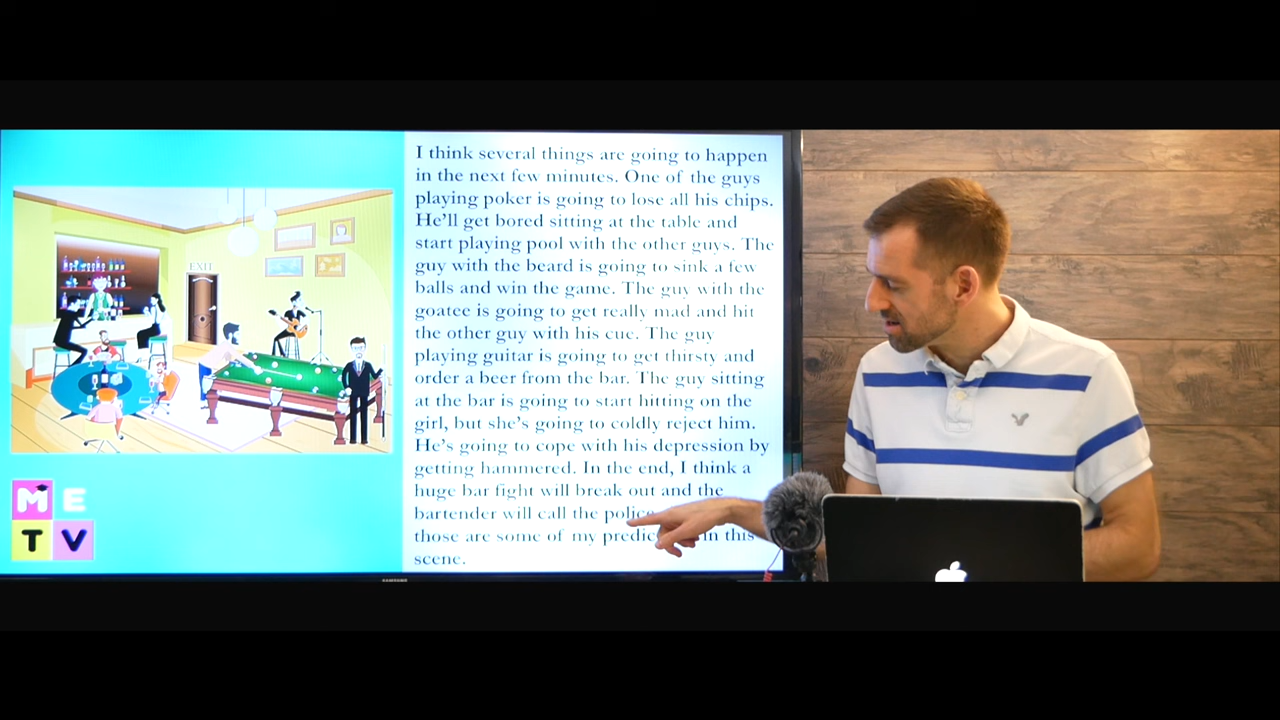 I think several things are going to happen
in the next few minutes. One of the guys
playing poker is going to lose all his chips.
He'll get bored sitting at the table and
start playing pool with the other guys. The
guy with the beard is going to sink a few
balls and win the game. The guy with the
goatee is going to get really mad and hit
the other guy with his cue. The guy
playing guitar is going to get thirsty and
order a beer from the bar. The guy sitting
at the bar is going to start hitting on the
girl, but she's going to coldly reject him.
He's going to cope with his depression by
getting hammered. In the end, I think a
huge bar fight will break out and the
bartender will call the police
those are some of my in this
scene.
EXIT
M E
T V
SAMSUNG